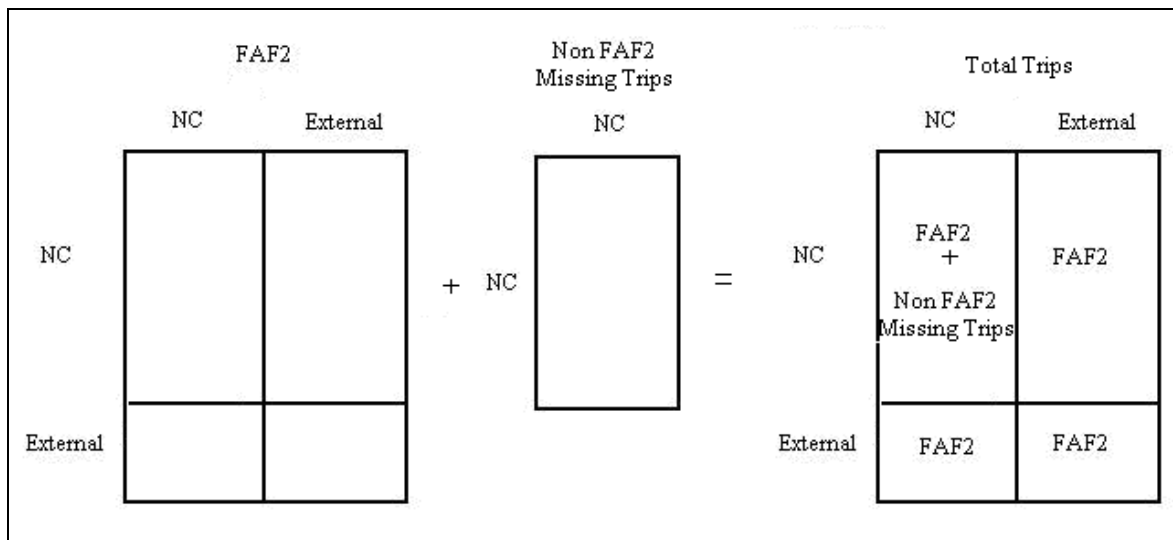 FAF2
NC External
NC
External
+
Non FAF2
Missing Trips
NC
NC
=
Total Trips
NC External
NC
External
FAF2
+
Non FAF2
Missing Trips
FAF2
FAF2
FAF2